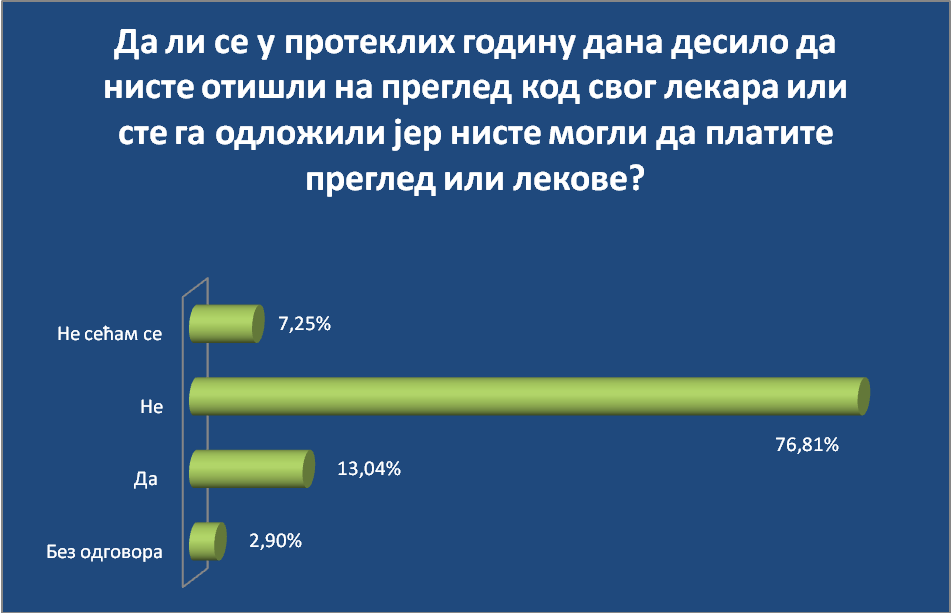 Да ли се у протеклих годину дана десило да
нисте отишли на преглед код свог лекара или
сте га одложили јер нисте могли да платите
преглед или лекове?
Не сећам се
7,25%
Не
76,81%
Да
13,04%
Без одговора
2,90%